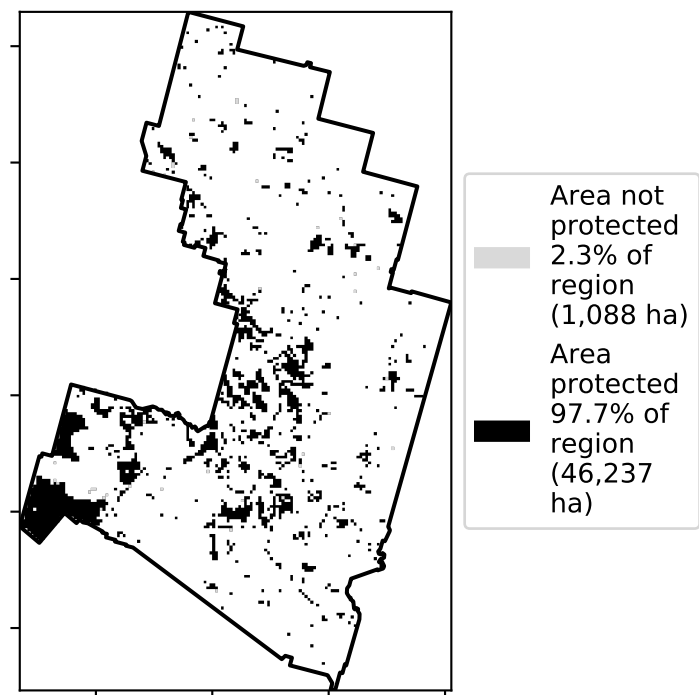 Area not
protected
2.3% of
region
(1,088 ha)
Area
protected
97.7% of
region
(46,237
ha)